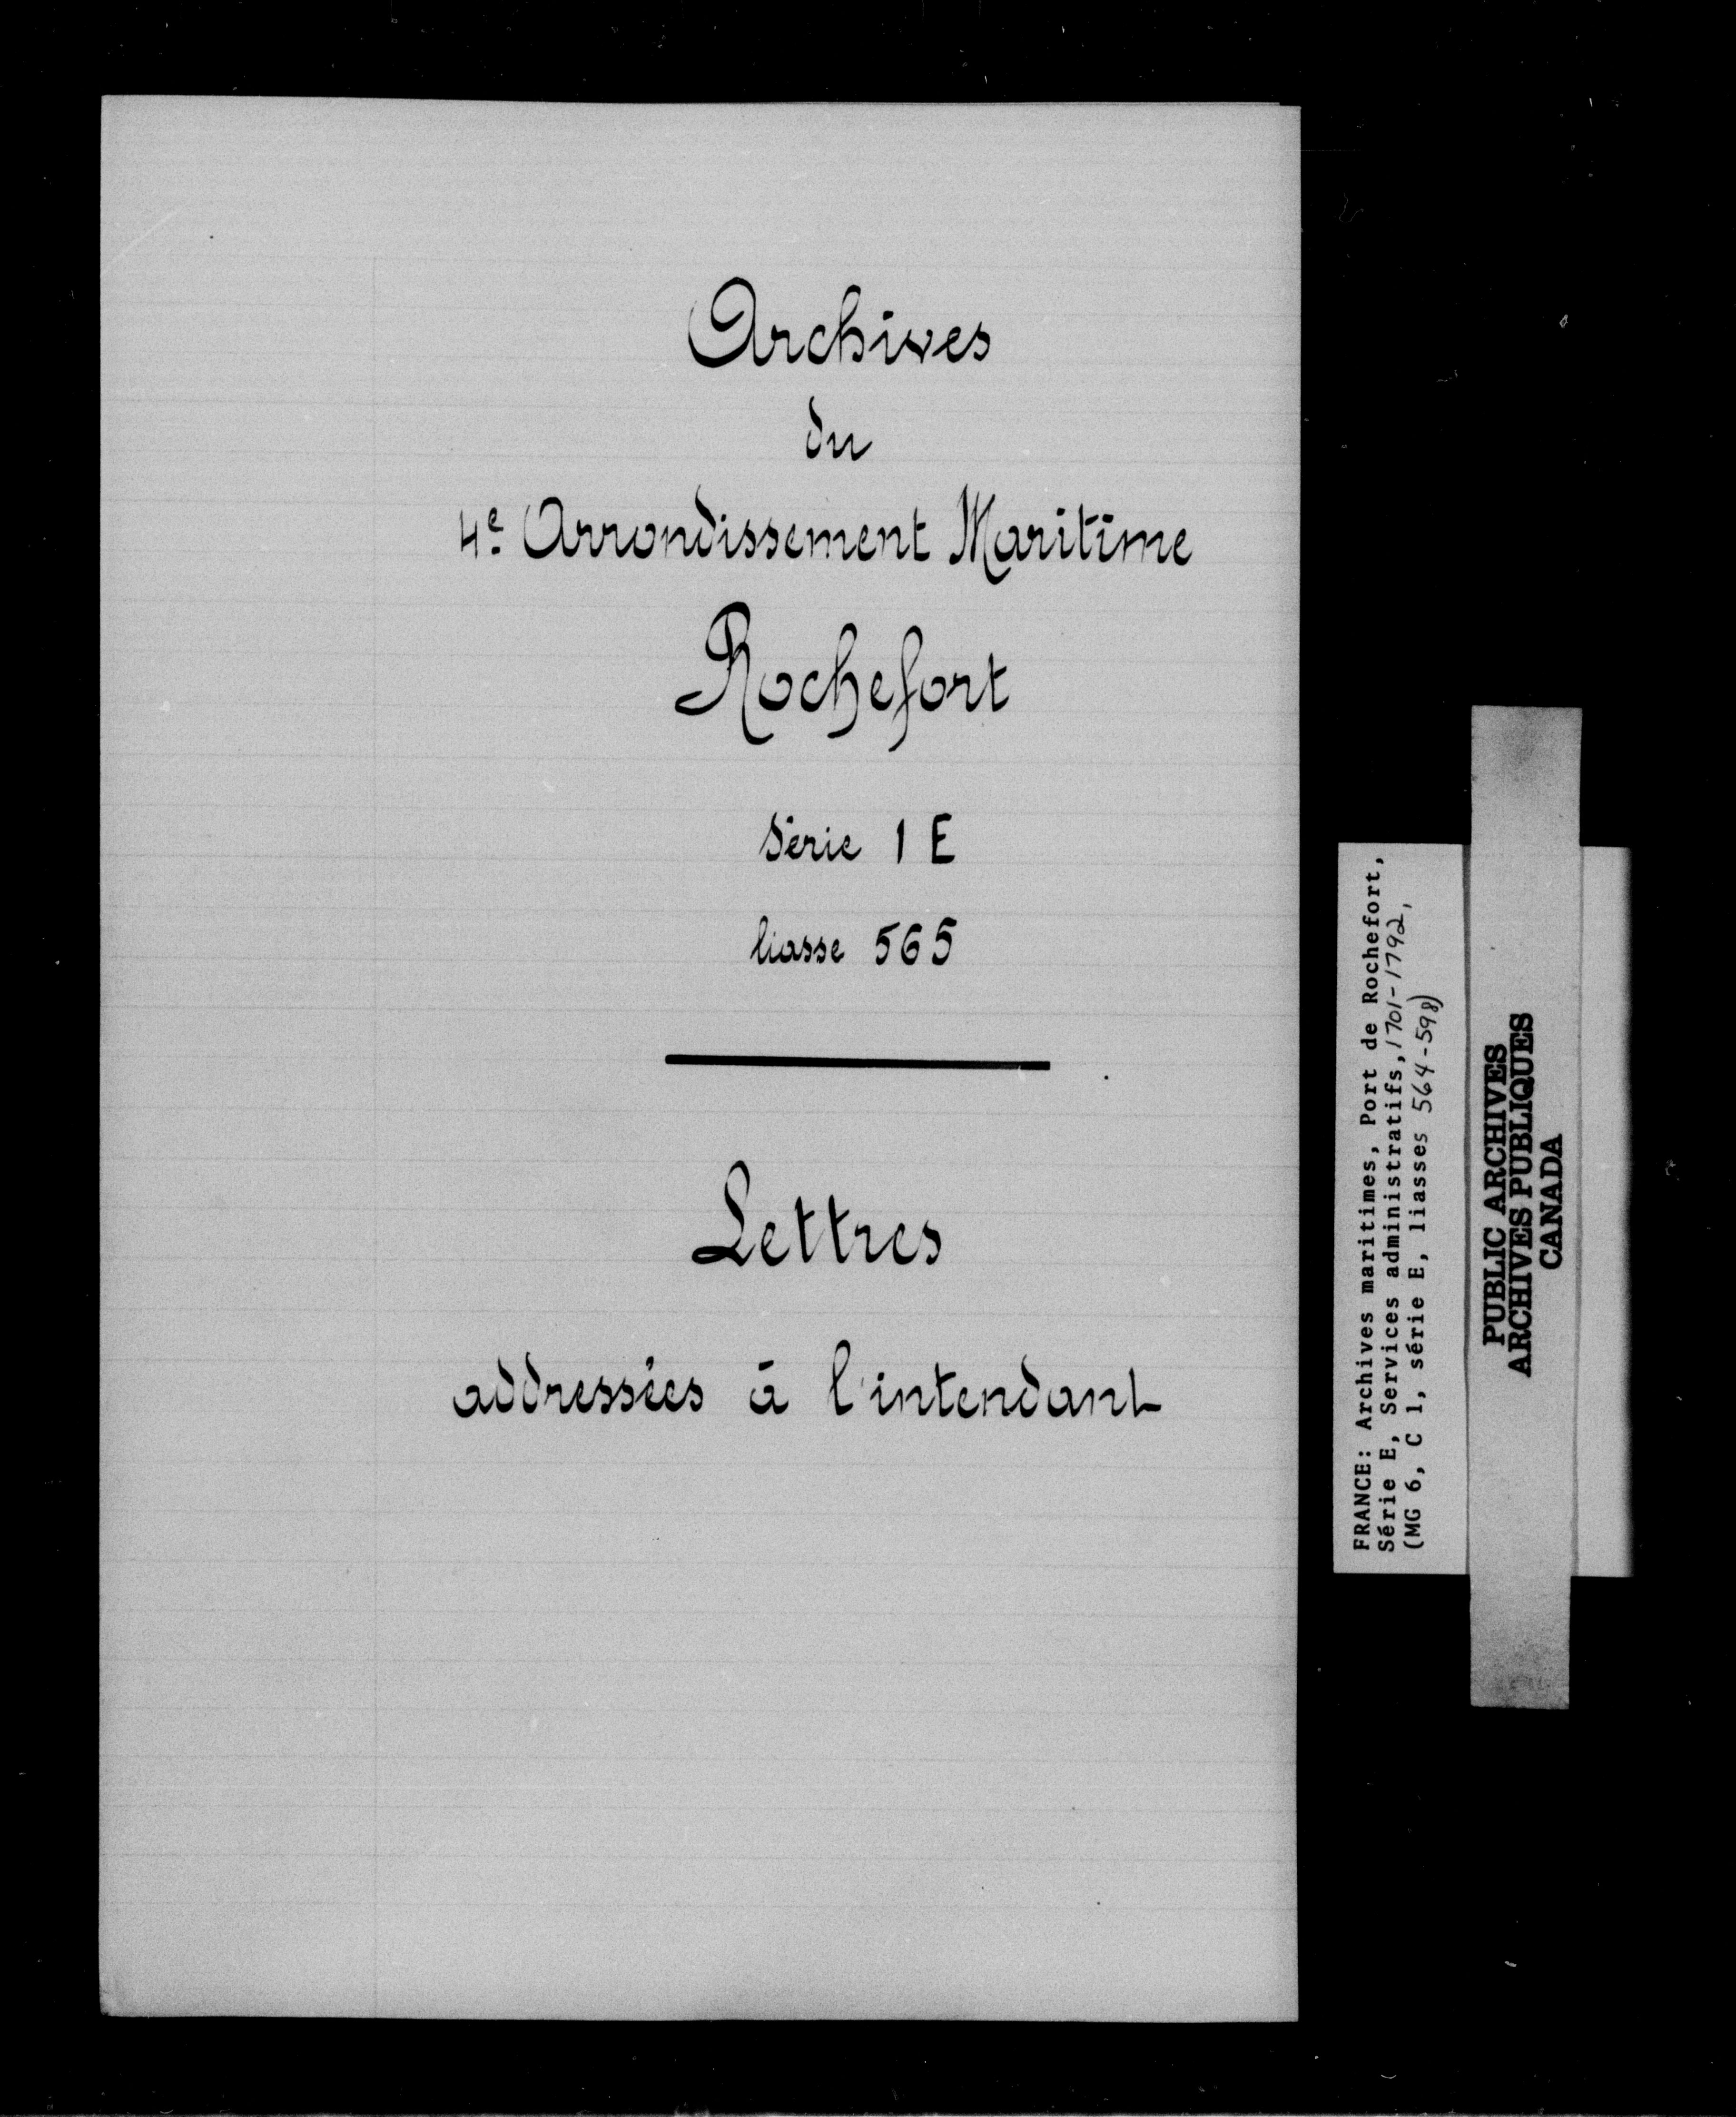 Archives
du
4e Arrondissement Maritime
Rochefort
Série 1 E
liasse 565
Lettres
addressées à l'intendant
FRANCE: Archives maritimes, Port de Rochefort,
Série E, Services administratifs, 1701-1792,
(MG 6, C 1, série E, liasses 564-598)
PUBLIC ARCHIVES
ARCHIVES PUBLIQUES
CANADA